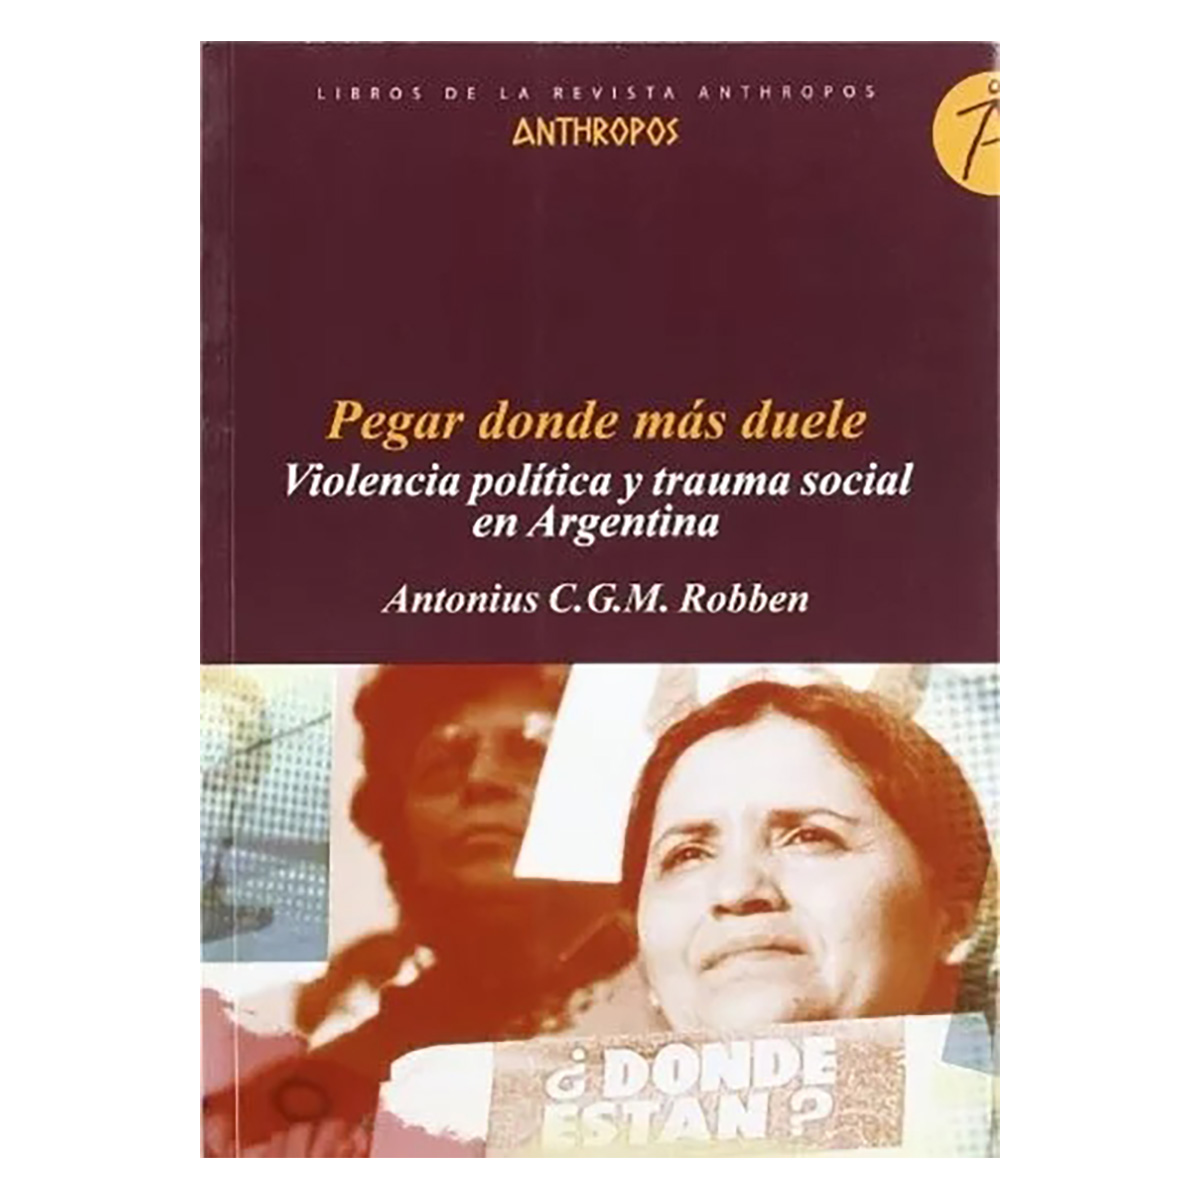 LIBROS DE LA REVISTA ANTHROPOS
ANTHROPOS
Pegar donde más duele
Violencia política y trauma social
en Argentina
Antonius C.G.M. Robben
¿DONDE
ESTAN?